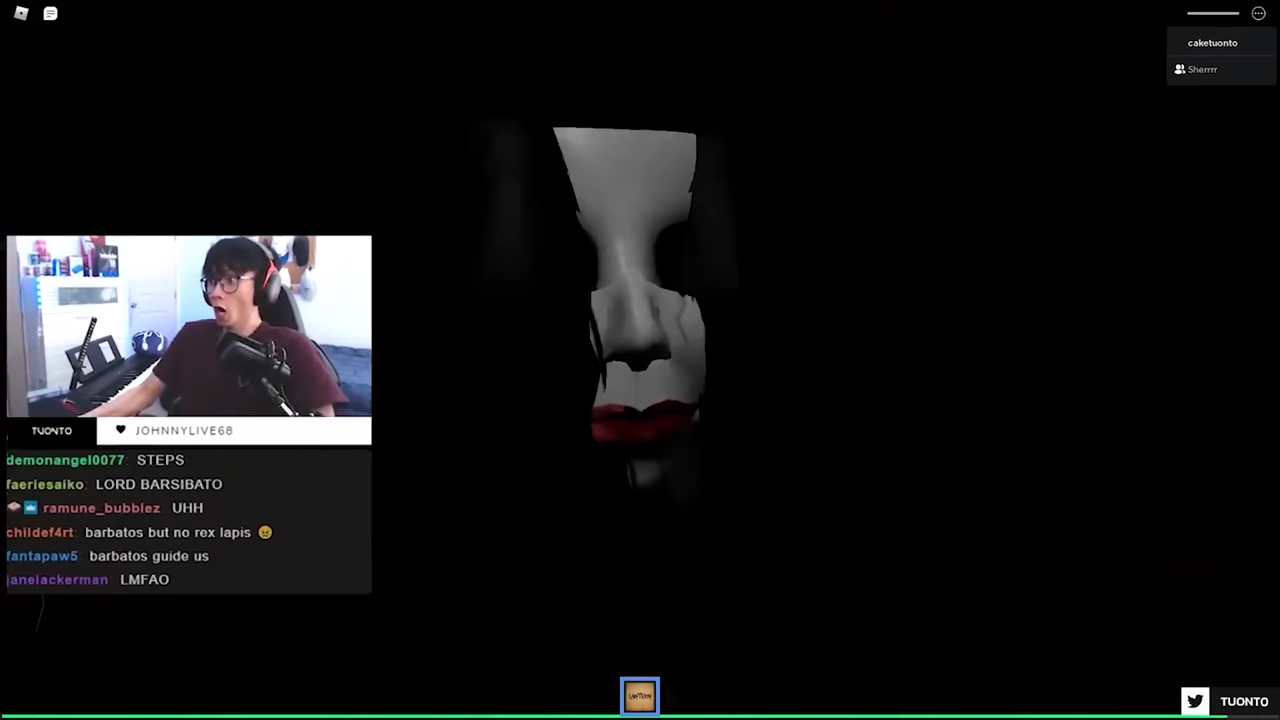 caketuonto
Sherrrr
TUONTO
JOHNNYLIVE68
demonangel0077: STEPS
faeriesaiko: LORD BARSIBATO
ramune_bubblez: UHH
childef4rt: barbatos but no rex lapis
fantapaw5: barbatos guide us
janelackerman: LMFAO
LANTERN
TUONTO